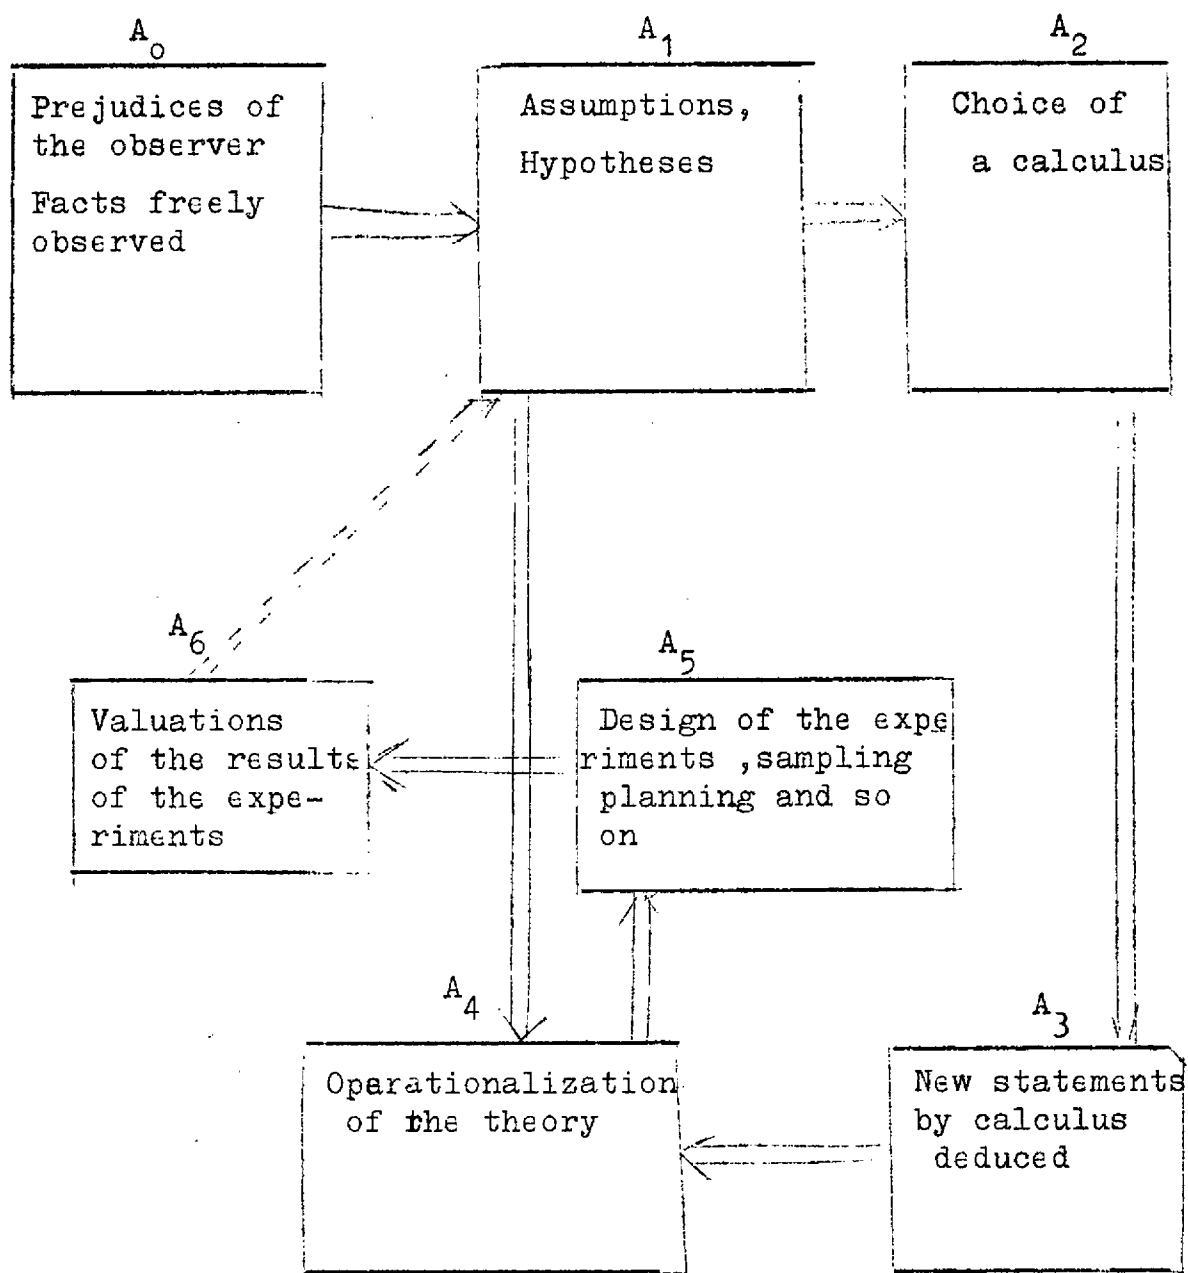 A0
Prejudices of
the observer
Facts freely
observed
A1
Assumptions,
Hypotheses
A2
Choice of
a calculus
A6
Valuations
of the results
of the expe-
riments
A5
Design of the expe
riments ,sampling
planning and so
on
A4
Operationalization
of the theory
A3
New statements
by calculus
deduced